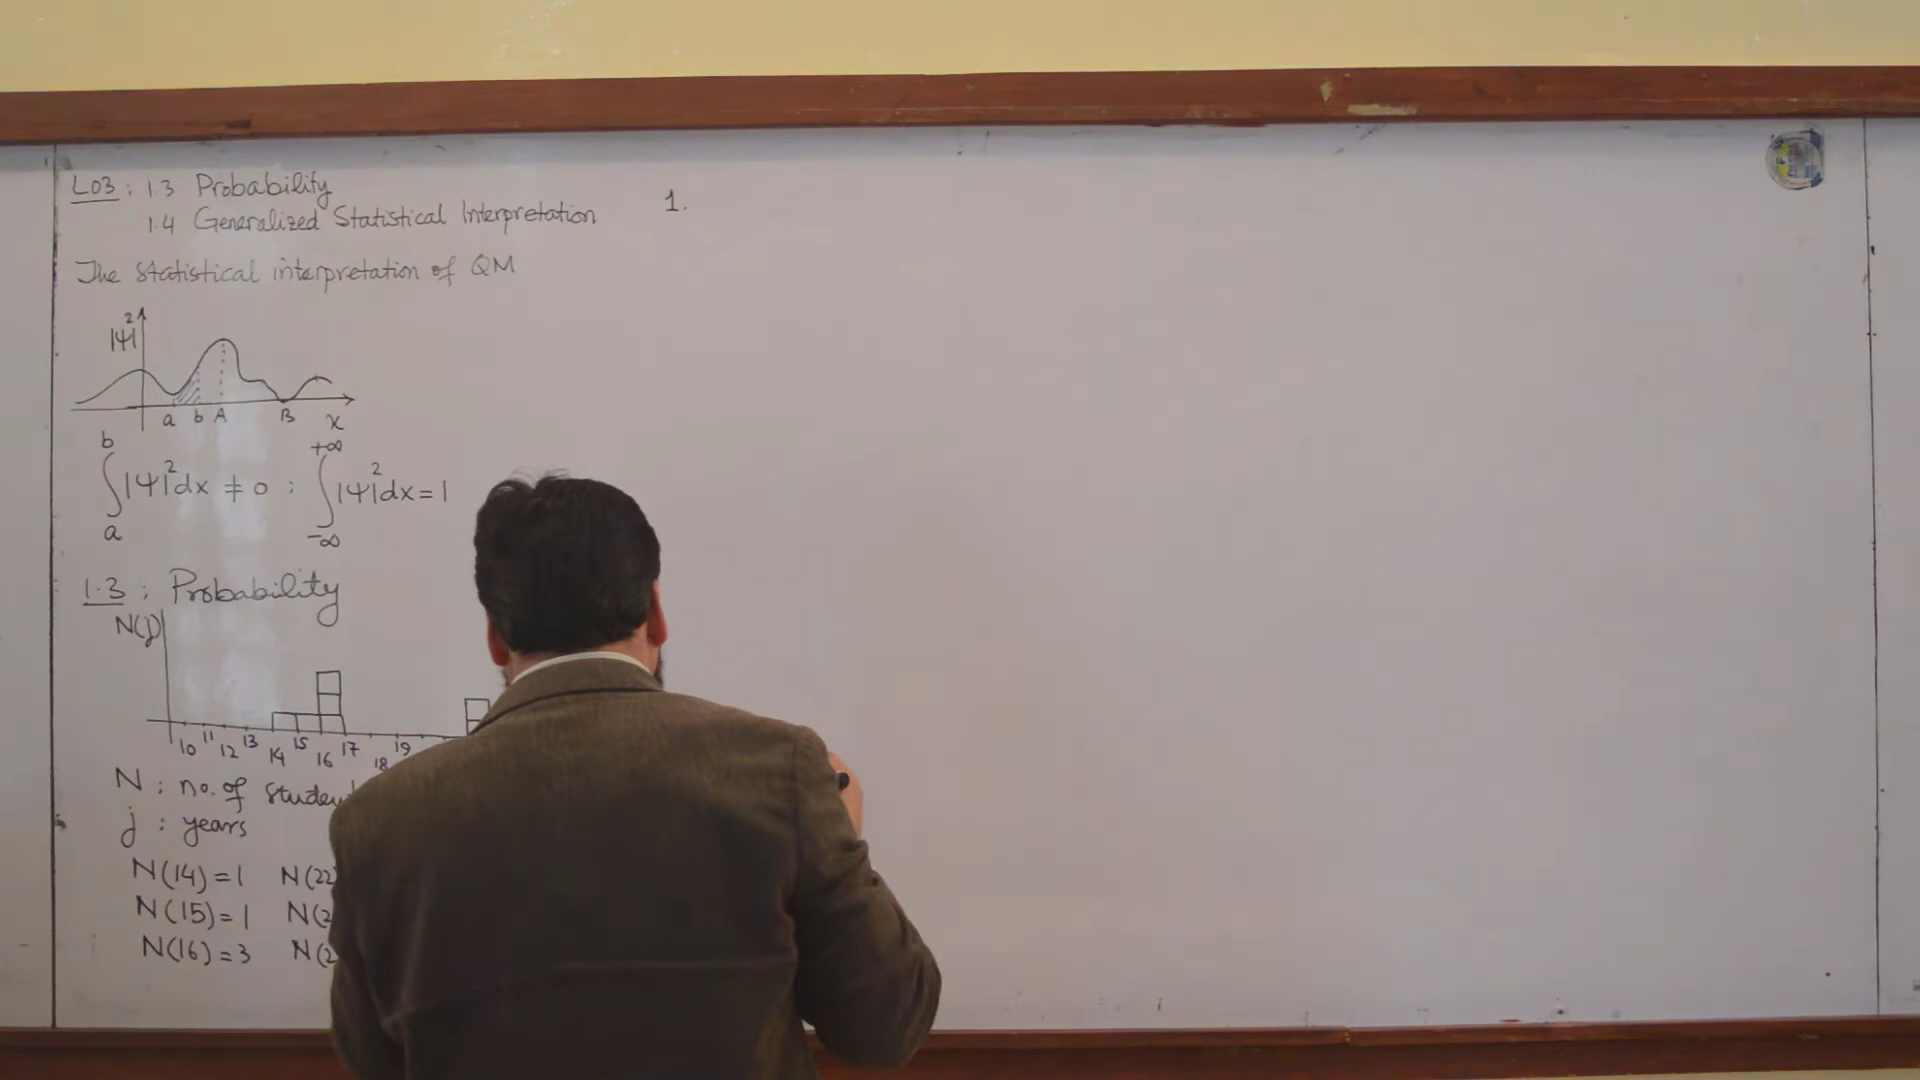 L03 : 1.3 Probability
1.4 Generalized Statistical Interpretation
The Statistical interpretation of QM
|Ψ|²
a b A B x
∫_a^b |Ψ|² dx ≠ 0 : ∫_-∞^+∞ |Ψ|² dx = 1
1.3 : Probability
N(j)
10 11 12 13 14 15 16 17 18 19
N : no. of
j : years
N(14) = 1 N(22
N(15) = 1 N(2
N(16) = 3 N(2
1.